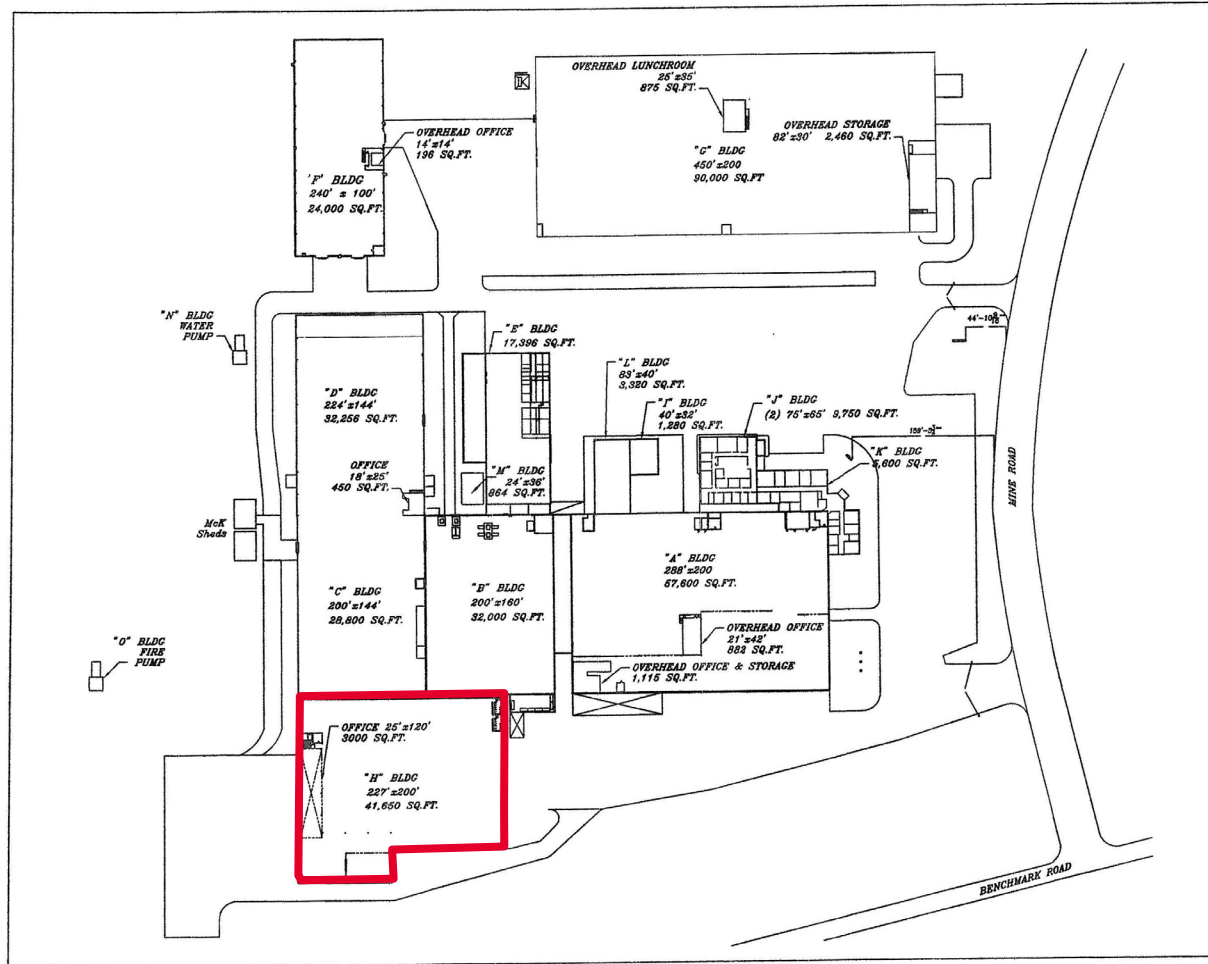 OVERHEAD LUNCHROOM
25'x35'
875 SQ.FT.
OVERHEAD STORAGE
82'x30' 2,460 SQ.FT.
"G" BLDG
450'x200
90,000 SQ.FT
OVERHEAD OFFICE
14'x14'
196 SQ.FT.
'F' BLDG
240' x 100'
24,000 SQ.FT.
"N" BLDG
WATER
PUMP
"E" BLDG
17,396 SQ.FT.
"L" BLDG
83'x40'
3,320 SQ.FT.
"I" BLDG
40'x32'
1,280 SQ.FT.
"J" BLDG
(2) 75'x65' 9,750 SQ.FT.
"K" BLDG
5,600 SQ.FT.
"D" BLDG
224'x144'
32,256 SQ.FT.
OFFICE
18'x25'
450 SQ.FT.
"M" BLDG
24'x36'
864 SQ.FT.
McK
Sheds
MINE ROAD
"A" BLDG
288'x200
57,600 SQ.FT.
"C" BLDG
200'x144'
28,800 SQ.FT.
"B" BLDG
200'x160'
32,000 SQ.FT.
OVERHEAD OFFICE
21'x42'
882 SQ.FT.
OVERHEAD OFFICE & STORAGE
1,115 SQ.FT.
"O" BLDG
FIRE
PUMP
OFFICE 25'x120'
3000 SQ.FT.
"H" BLDG
227'x200'
41,650 SQ.FT.
BENCHMARK ROAD